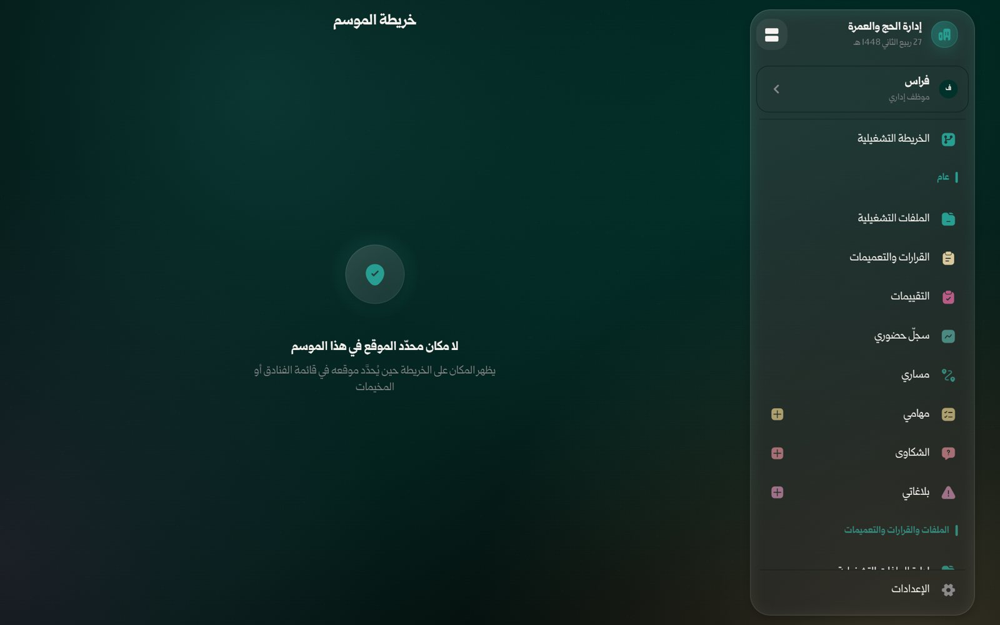 خريطة الموسم
إدارة الحج والعمرة
27 ربيع الثاني 1448 هـ
ف
فراس
موظف إداري
الخريطة التشغيلية
عام
الملفات التشغيلية
القرارات والتعميمات
التقييمات
سجلّ حضوري
مساري
مهامي
الشكاوى
بلاغاتي
الملفات والقرارات والتعميمات
الإعدادات
لا مكان محدّد الموقع في هذا الموسم
يظهر المكان على الخريطة حين يُحدَّد موقعه في قائمة الفنادق أو
المخيمات